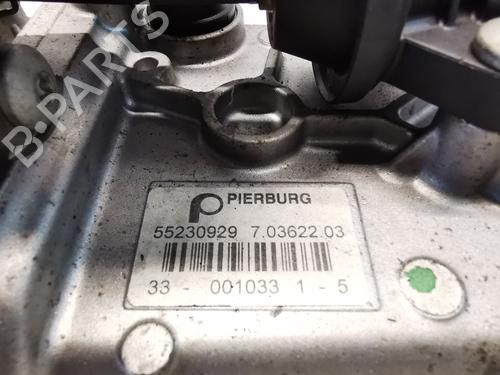 B-PARTS
PIERBURG
55230929 7.03622.03
33- 001033 1-5